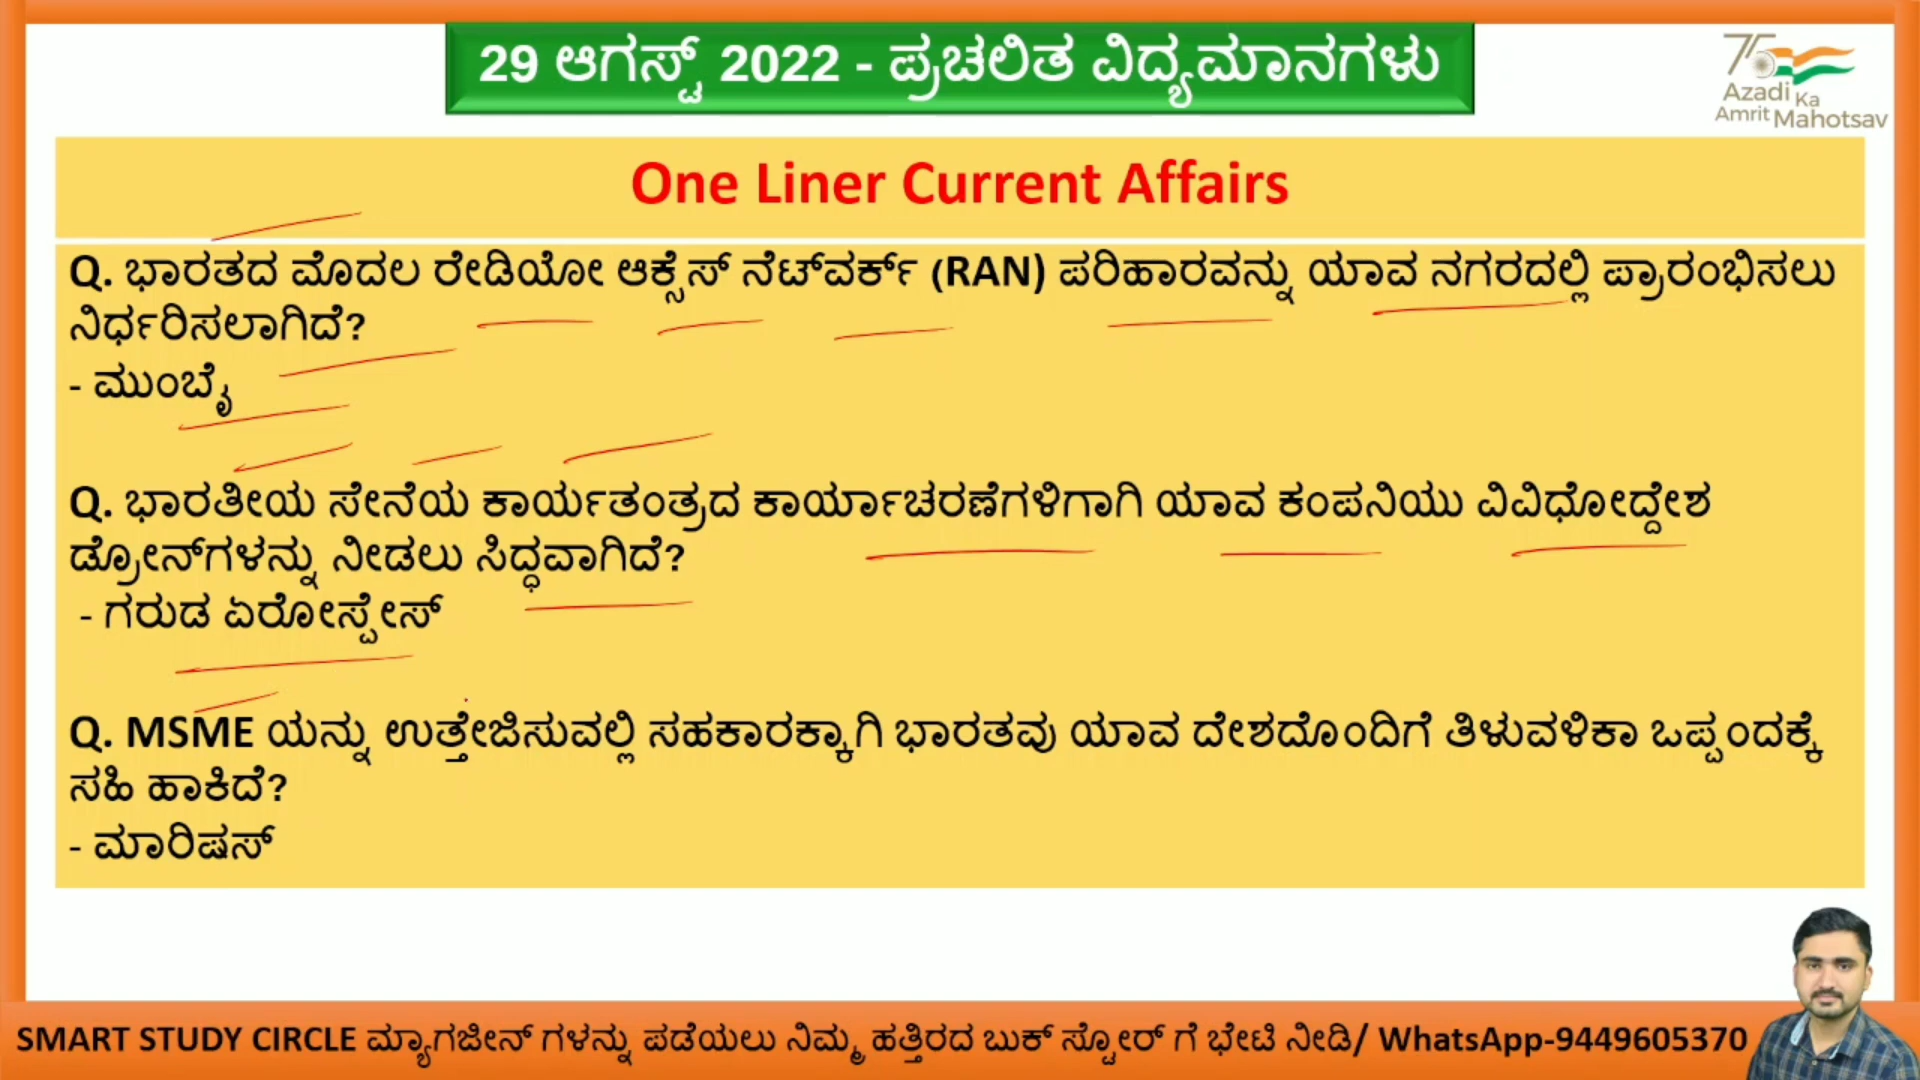 29 ಆಗಸ್ಟ್ 2022 - ಪ್ರಚಲಿತ ವಿದ್ಯಮಾನಗಳು
75
Azadi Ka
Amrit Mahotsav
One Liner Current Affairs
Q. ಭಾರತದ ಮೊದಲ ರೇಡಿಯೋ ಆಕ್ಸೆಸ್ ನೆಟ್‌ವರ್ಕ್ (RAN) ಪರಿಹಾರವನ್ನು ಯಾವ ನಗರದಲ್ಲಿ ಪ್ರಾರಂಭಿಸಲು
ನಿರ್ಧರಿಸಲಾಗಿದೆ?
- ಮುಂಬೈ
Q. ಭಾರತೀಯ ಸೇನೆಯ ಕಾರ್ಯತಂತ್ರದ ಕಾರ್ಯಾಚರಣೆಗಳಿಗಾಗಿ ಯಾವ ಕಂಪನಿಯು ವಿವಿಧೋದ್ದೇಶ
ಡ್ರೋನ್‌ಗಳನ್ನು ನೀಡಲು ಸಿದ್ಧವಾಗಿದೆ?
- ಗರುಡ ಏರೋಸ್ಪೇಸ್
Q. MSME ಯನ್ನು ಉತ್ತೇಜಿಸುವಲ್ಲಿ ಸಹಕಾರಕ್ಕಾಗಿ ಭಾರತವು ಯಾವ ದೇಶದೊಂದಿಗೆ ತಿಳುವಳಿಕಾ ಒಪ್ಪಂದಕ್ಕೆ
ಸಹಿ ಹಾಕಿದೆ?
- ಮಾರಿಷಸ್
SMART STUDY CIRCLE ಮ್ಯಾಗಜೀನ್ ಗಳನ್ನು ಪಡೆಯಲು ನಿಮ್ಮ ಹತ್ತಿರದ ಬುಕ್ ಸ್ಟೋರ್ ಗೆ ಭೇಟಿ ನೀಡಿ/ WhatsApp-9449605370